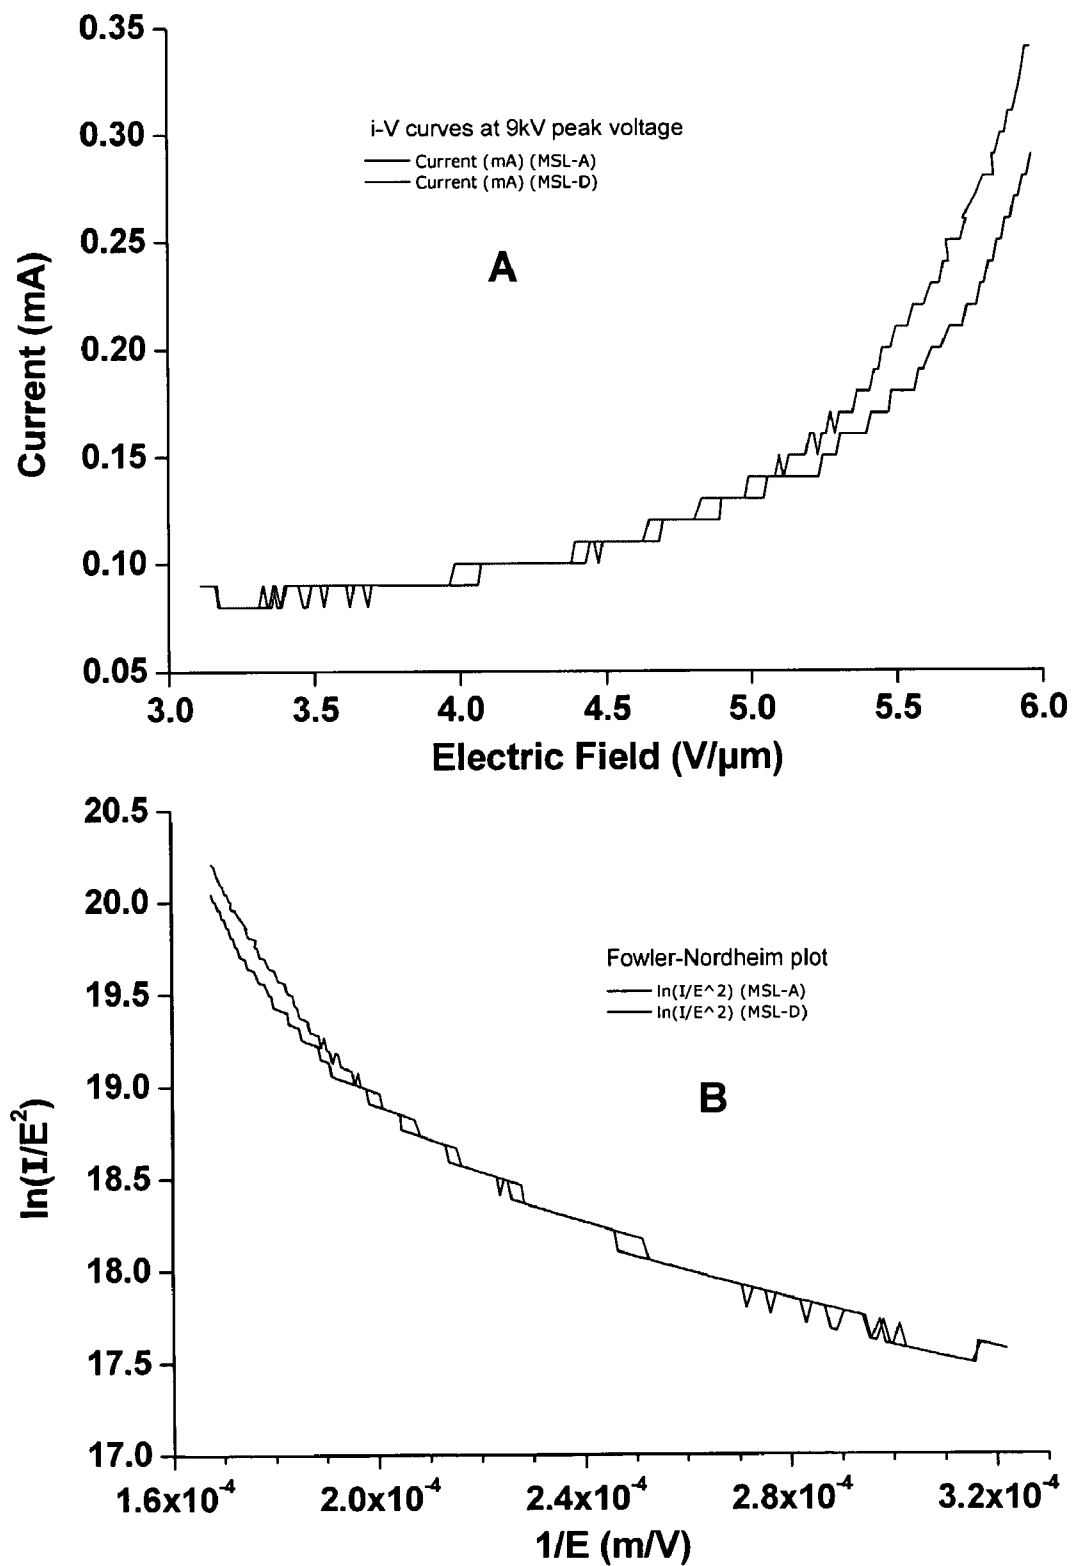 0.35
0.30
0.25
0.20
0.15
0.10
0.05
Current (mA)
i-V curves at 9kV peak voltage
Current (mA) (MSL-A)
Current (mA) (MSL-D)
A
3.0 3.5 4.0 4.5 5.0 5.5 6.0
Electric Field (V/µm)
20.5
20.0
19.5
19.0
18.5
18.0
17.5
17.0
ln(I/E²)
Fowler-Nordheim plot
ln(I/E^2) (MSL-A)
ln(I/E^2) (MSL-D)
B
1.6x10⁻⁴ 2.0x10⁻⁴ 2.4x10⁻⁴ 2.8x10⁻⁴ 3.2x10⁻⁴
1/E (m/V)